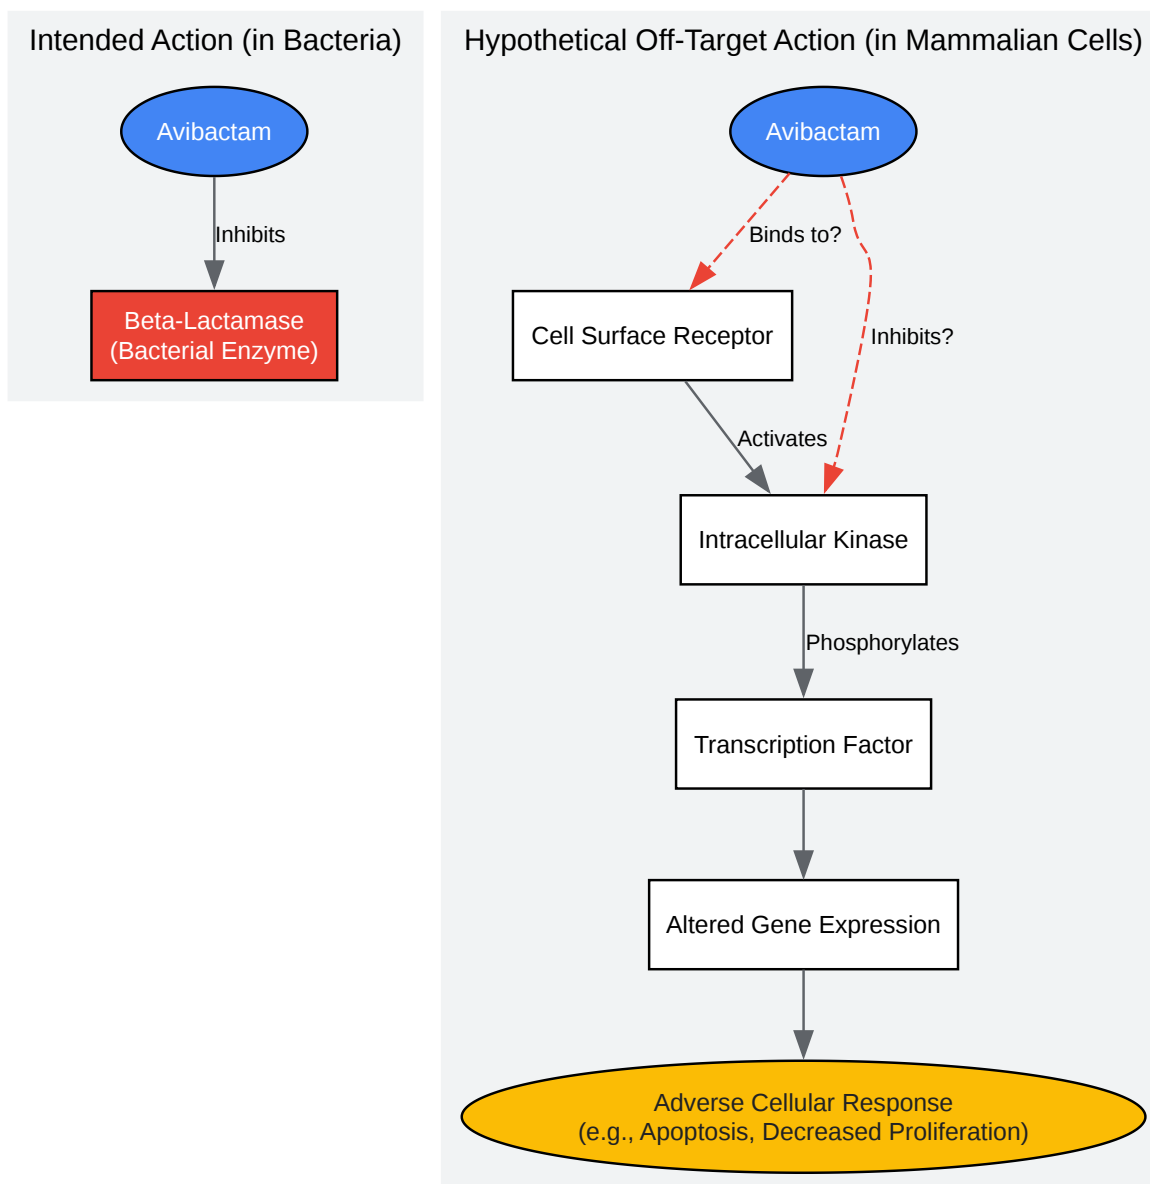 Intended Action (in Bacteria)
Avibactam
Inhibits
Beta-Lactamase
(Bacterial Enzyme)
Hypothetical Off-Target Action (in Mammalian Cells)
Avibactam
Binds to?
Inhibits?
Cell Surface Receptor
Activates
Intracellular Kinase
Phosphorylates
Transcription Factor
Altered Gene Expression
Adverse Cellular Response
(e.g., Apoptosis, Decreased Proliferation)